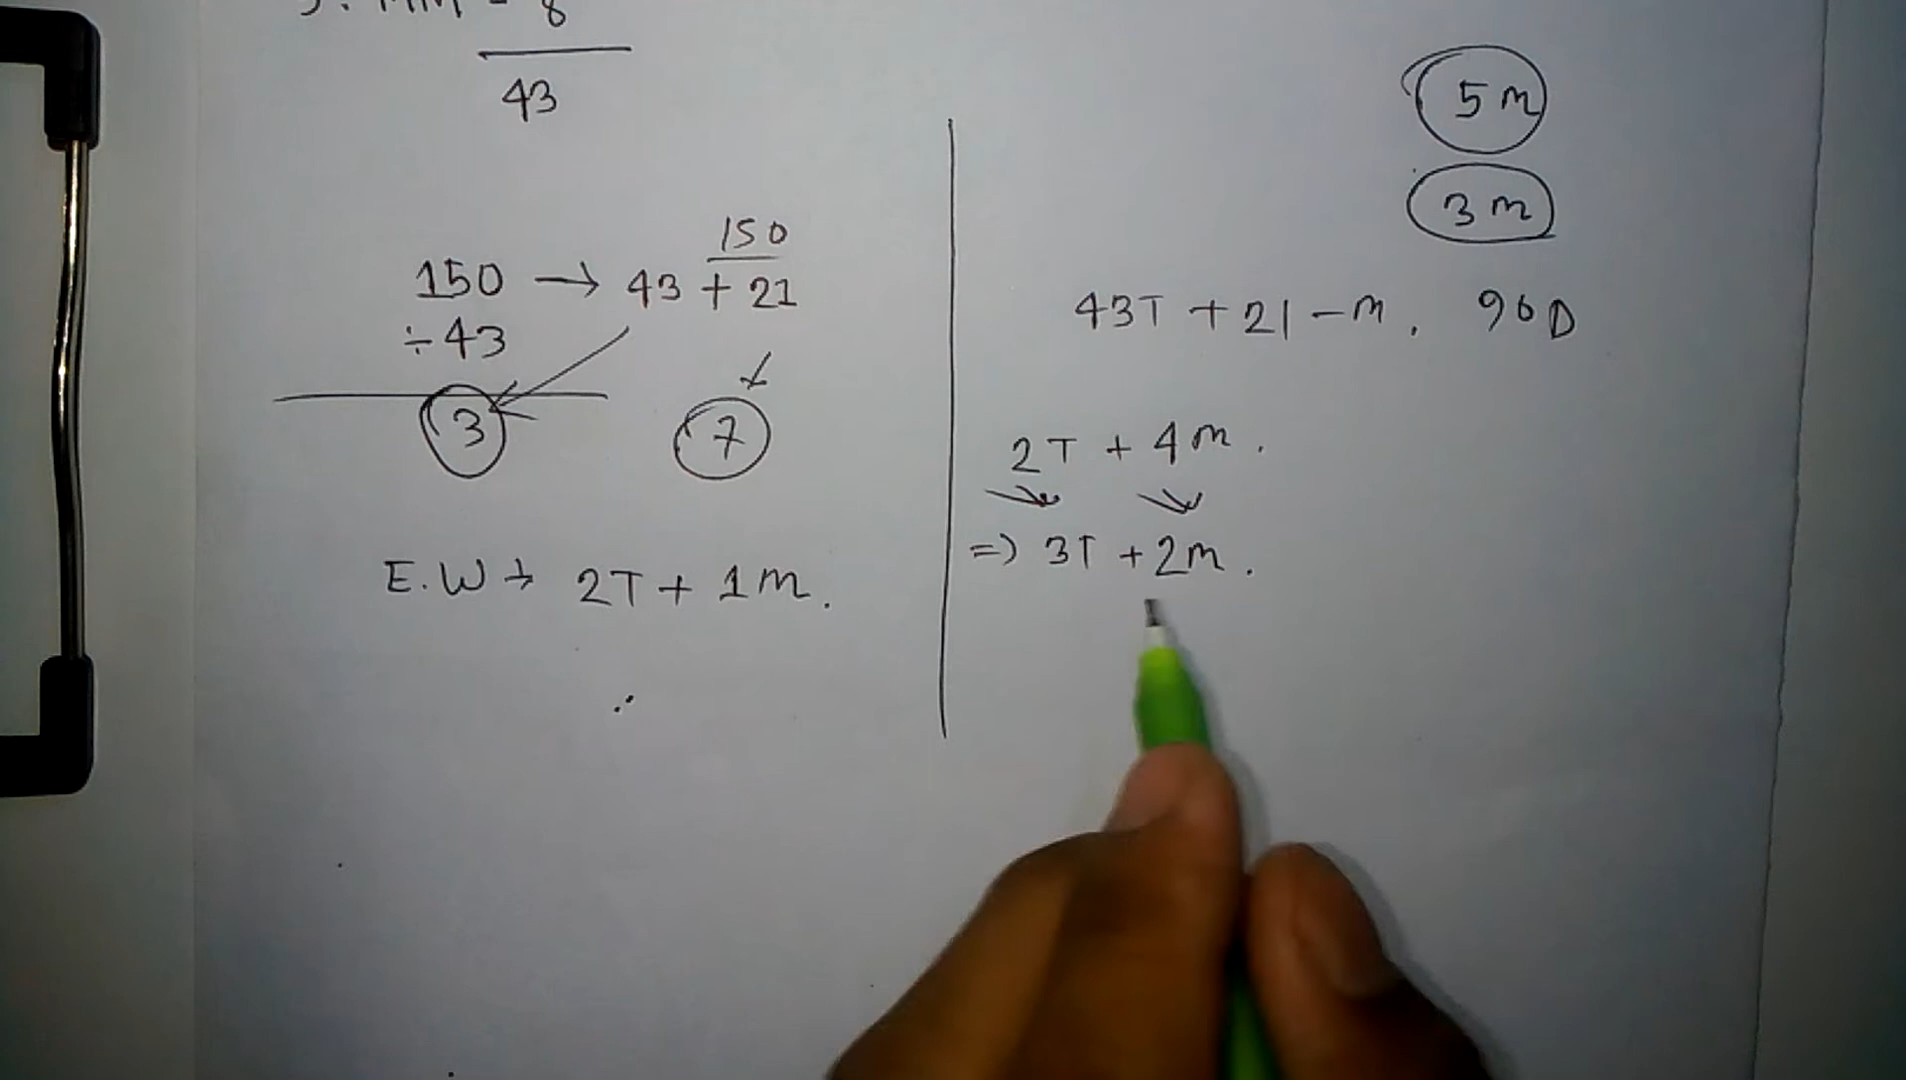 8
43
5m
3m
150
150 → 43 + 21
÷ 43
3
7
E.W → 2T + 1m.
43T + 21 - m. 90D
2T + 4m.
=) 3T + 2m.